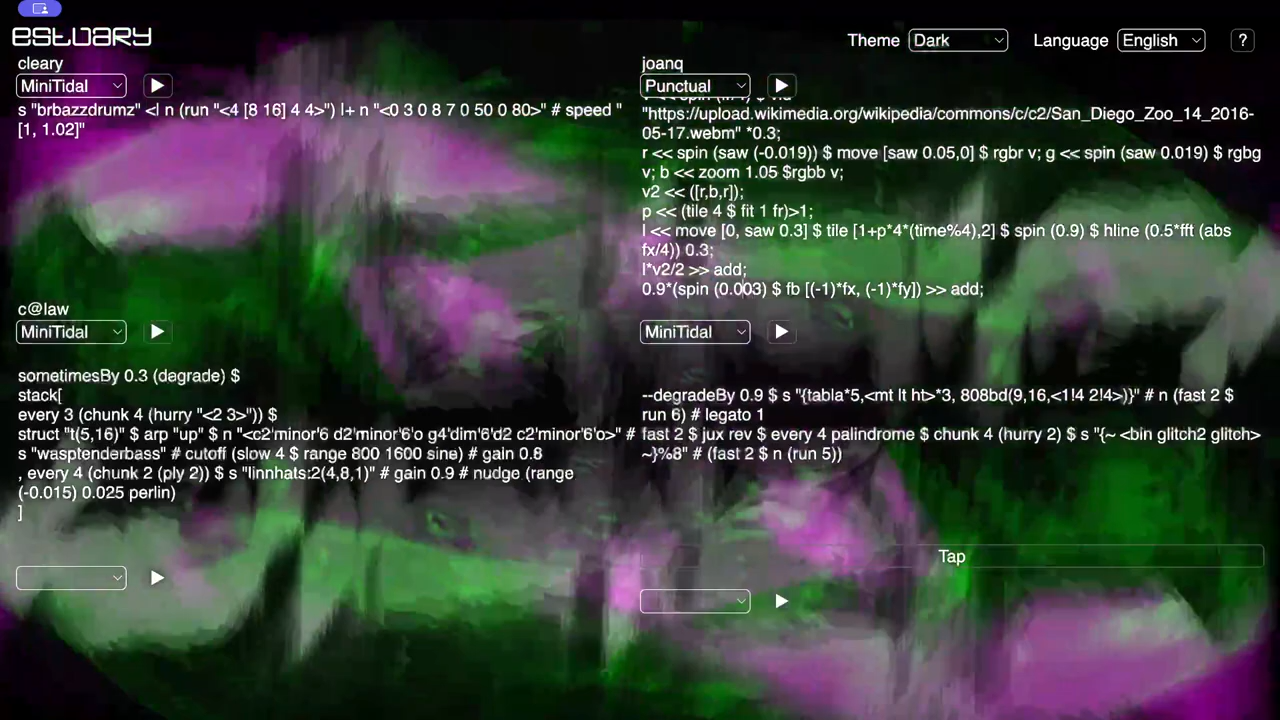 estuary
Theme Dark Language English ?
cleary
MiniTidal
s "brbazzdrumz" <| n (run "<4 [8 16] 4 4>") |+ n "<0 3 0 8 7 0 50 0 80>" # speed "
[1, 1.02]"
joanq
Punctual
"https://upload.wikimedia.org/wikipedia/commons/c/c2/San_Diego_Zoo_14_2016-
05-17.webm" *0.3;
r << spin (saw (-0.019)) $ move [saw 0.05,0] $ rgbr v; g << spin (saw 0.019) $ rgbg
v; b << zoom 1.05 $rgbb v;
v2 << ([r,b,r]);
p << (tile 4 $ fit 1 fr)>1;
l << move [0, saw 0.3] $ tile [1+p*4*(time%4),2] $ spin (0.9) $ hline (0.5*fft (abs
fx/4)) 0.3;
l*v2/2 >> add;
0.9*(spin (0.003) $ fb [(-1)*fx, (-1)*fy]) >> add;
c@law
MiniTidal
sometimesBy 0.3 (degrade) $
stack[
every 3 (chunk 4 (hurry "<2 3>")) $
struct "t(5,16)" $ arp "up" $ n "<c2'minor'6 d2'minor'6'o g4'dim'6'd2 c2'minor'6'o>" #
s "wasptenderbass" # cutoff (slow 4 $ range 800 1600 sine) # gain 0.8
, every 4 (chunk 2 (ply 2)) $ s "linnhats:2(4,8,1)" # gain 0.9 # nudge (range
(-0.015) 0.025 perlin)
]
MiniTidal
--degradeBy 0.9 $ s "{tabla*5,<mt lt ht>*3, 808bd(9,16,<1!4 2!4>)}" # n (fast 2 $
run 6) # legato 1
fast 2 $ jux rev $ every 4 palindrome $ chunk 4 (hurry 2) $ s "{~ <bin glitch2 glitch>
~}%8" # (fast 2 $ n (run 5))
Tap